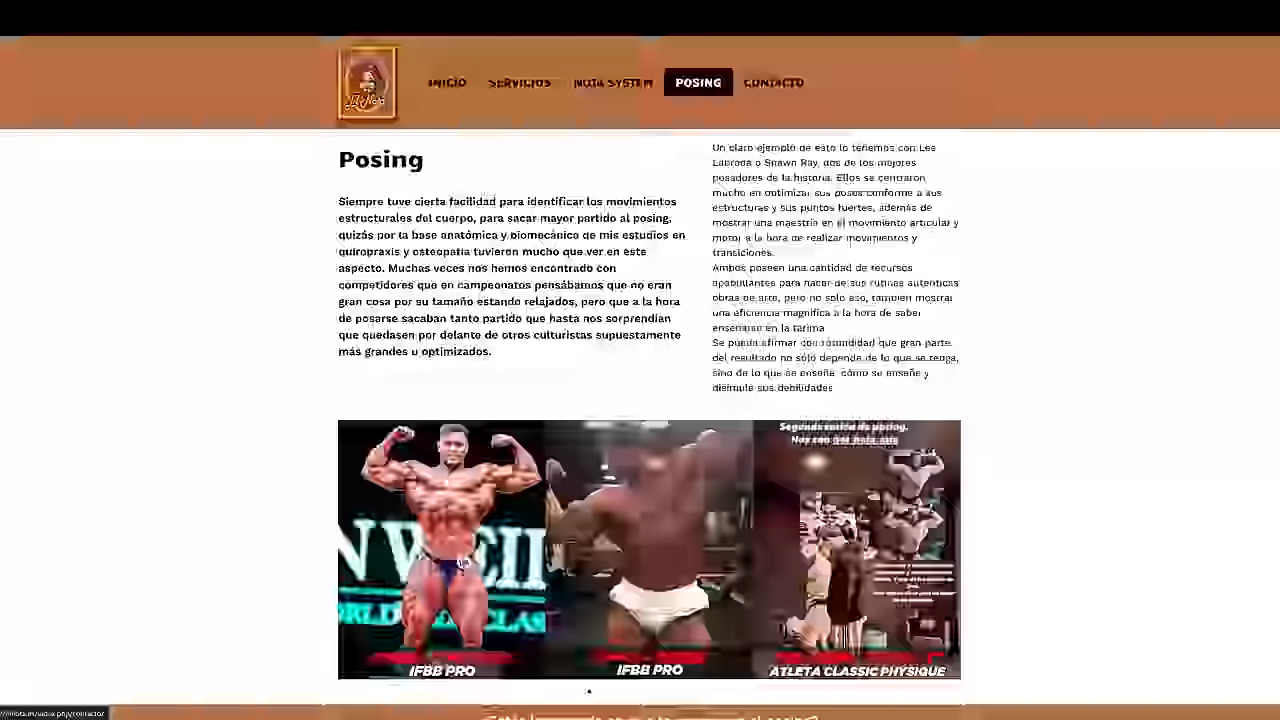 INICIO SERVICIOS NOTA SYSTEM POSING CONTACTO
Posing
Siempre tuve cierta facilidad para identificar los movimientos
estructurales del cuerpo, para sacar mayor partido al posing,
quizás por la base anatómica y biomecánica de mis estudios en
quiropraxis y osteopatía tuvieron mucho que ver en este
aspecto. Muchas veces nos hemos encontrado con
competidores que en campeonatos pensábamos que no eran
gran cosa por su tamaño estando relajados, pero que a la hora
de posarse sacaban tanto partido que hasta nos sorprendían
que quedasen por delante de otros culturistas supuestamente
más grandes u optimizados.
Un claro ejemplo de esto lo tenemos con Lee
Labrada o Shawn Ray, dos de los mejores
posadores de la historia. Ellos se centraron
mucho en optimizar sus poses conforme a sus
estructuras y sus puntos fuertes, además de
mostrar una maestría en el movimiento articular y
motor a la hora de realizar movimientos y
transiciones.
Ambos poseen una cantidad de recursos
apabullantes para hacer de sus rutinas auténticas
obras de arte, pero no solo eso, también mostrar
una eficiencia magnífica a la hora de saber
enseñarse en la tarima
Se puede afirmar con rotundidad que gran parte
del resultado no sólo depende de lo que se tenga,
sino de lo que se enseñe, cómo se enseñe y
disimule sus debilidades
IFBB PRO
IFBB PRO
ATLETA CLASSIC PHYSIQUE